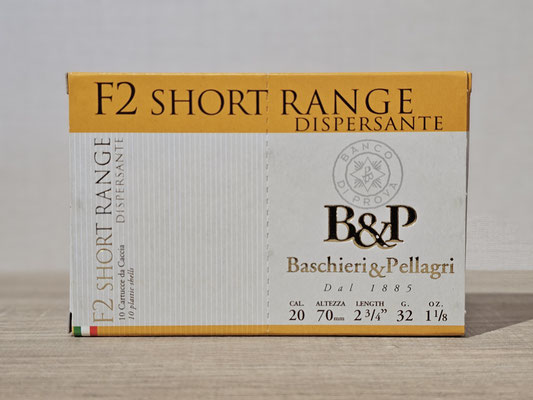 F2 SHORT RANGE
DISPERSANTE
F2 SHORT RANGE
DISPERSANTE
10 Cartucce da Caccia
10 plastic shells
BANCO
DI PROVA
B&P
Baschieri & Pellagri
Dal 1885
CAL. ALTEZZA LENGTH G. OZ.
20 70mm 2 3/4" 32 1 1/8